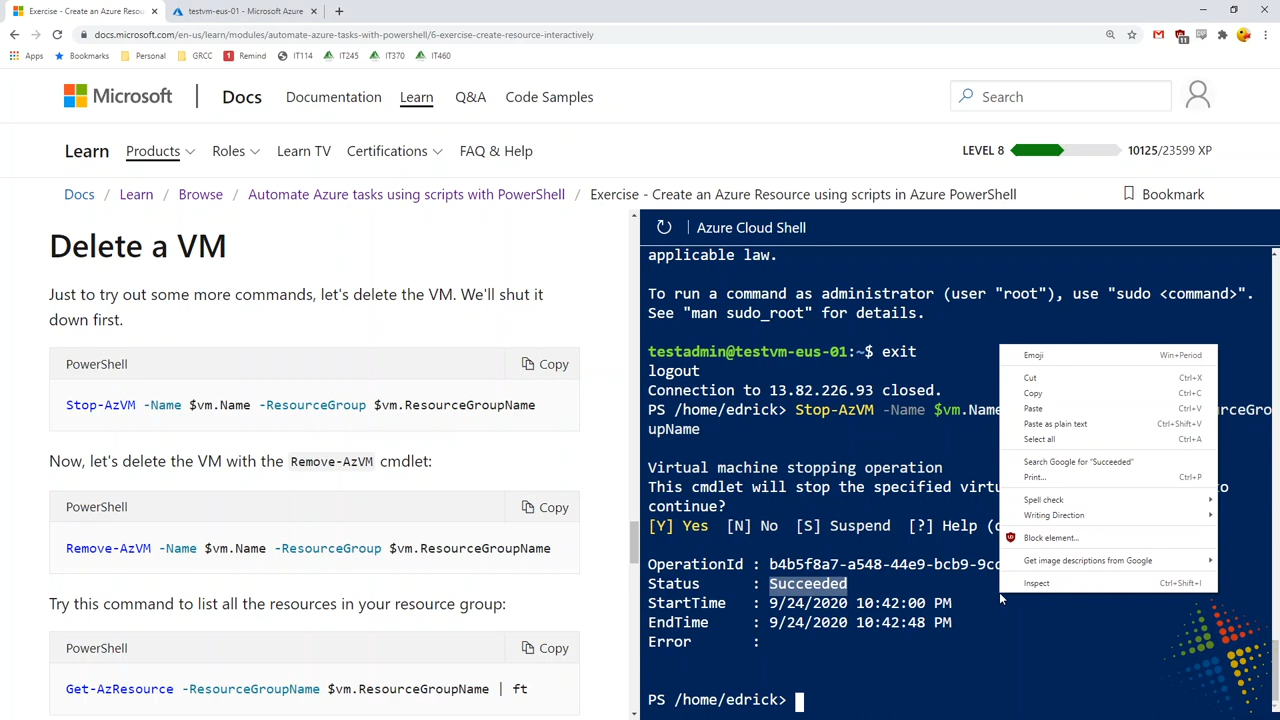 Exercise - Create an Azure Resou
testvm-eus-01 - Microsoft Azure
docs.microsoft.com/en-us/learn/modules/automate-azure-tasks-with-powershell/6-exercise-create-resource-interactively
11
Apps
Bookmarks
Personal
GRCC
1 Remind
IT114
IT245
IT370
IT460
Microsoft
Docs
Documentation
Learn
Q&A
Code Samples
Search
Learn
Products
Roles
Learn TV
Certifications
FAQ & Help
LEVEL 8
10125/23599 XP
Docs / Learn / Browse / Automate Azure tasks using scripts with PowerShell / Exercise - Create an Azure Resource using scripts in Azure PowerShell
Bookmark
Delete a VM
Just to try out some more commands, let's delete the VM. We'll shut it
down first.
PowerShell
Copy
Stop-AzVM -Name $vm.Name -ResourceGroup $vm.ResourceGroupName
Now, let's delete the VM with the Remove-AzVM cmdlet:
PowerShell
Copy
Remove-AzVM -Name $vm.Name -ResourceGroup $vm.ResourceGroupName
Try this command to list all the resources in your resource group:
PowerShell
Copy
Get-AzResource -ResourceGroupName $vm.ResourceGroupName | ft
Azure Cloud Shell
applicable law.
To run a command as administrator (user "root"), use "sudo <command>".
See "man sudo_root" for details.
testadmin@testvm-eus-01:~$ exit
logout
Connection to 13.82.226.93 closed.
PS /home/edrick> Stop-AzVM -Name $vm.Name
urceGro
upName
Virtual machine stopping operation
This cmdlet will stop the specified virtu
to
continue?
[Y] Yes [N] No [S] Suspend [?] Help (
OperationId : b4b5f8a7-a548-44e9-bcb9-9cc
Status : Succeeded
StartTime : 9/24/2020 10:42:00 PM
EndTime : 9/24/2020 10:42:48 PM
Error :
PS /home/edrick>
Emoji Win+Period
Cut Ctrl+X
Copy Ctrl+C
Paste Ctrl+V
Paste as plain text Ctrl+Shift+V
Select all Ctrl+A
Search Google for "Succeeded"
Print... Ctrl+P
Spell check
Writing Direction
Block element...
Get image descriptions from Google
Inspect Ctrl+Shift+I